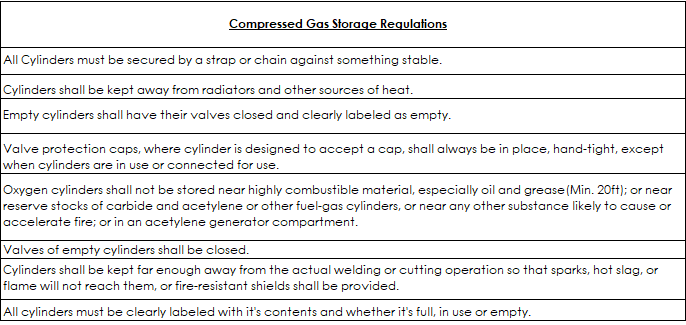 Compressed Gas Storage Regulations
All Cylinders must be secured by a strap or chain against something stable.
Cylinders shall be kept away from radiators and other sources of heat.
Empty cylinders shall have their valves closed and clearly labeled as empty.
Valve protection caps, where cylinder is designed to accept a cap, shall always be in place, hand-tight, except
when cylinders are in use or connected for use.
Oxygen cylinders shall not be stored near highly combustible material, especially oil and grease(Min. 20ft); or near
reserve stocks of carbide and acetylene or other fuel-gas cylinders, or near any other substance likely to cause or
accelerate fire; or in an acetylene generator compartment.
Valves of empty cylinders shall be closed.
Cylinders shall be kept far enough away from the actual welding or cutting operation so that sparks, hot slag, or
flame will not reach them, or fire-resistant shields shall be provided.
All cylinders must be clearly labeled with it's contents and whether it's full, in use or empty.